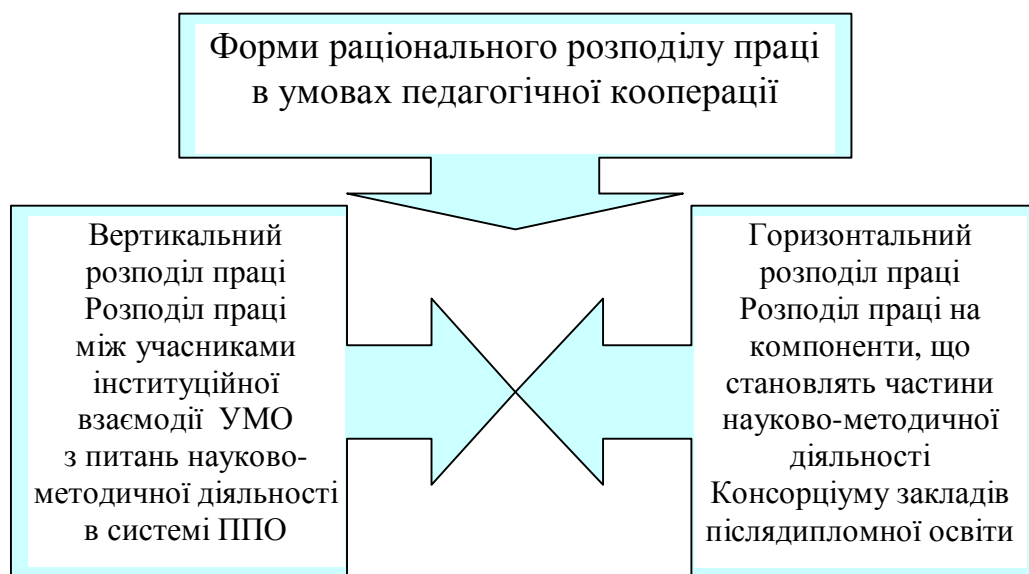 Форми раціонального розподілу праці
в умовах педагогічної кооперації
Вертикальний
розподіл праці
Розподіл праці
між учасниками
інституційної
взаємодії УМО
з питань науково-
методичної діяльності
в системі ППО
Горизонтальний
розподіл праці
Розподіл праці на
компоненти, що
становлять частини
науково-методичної
діяльності
Консорціуму закладів
післядипломної освіти